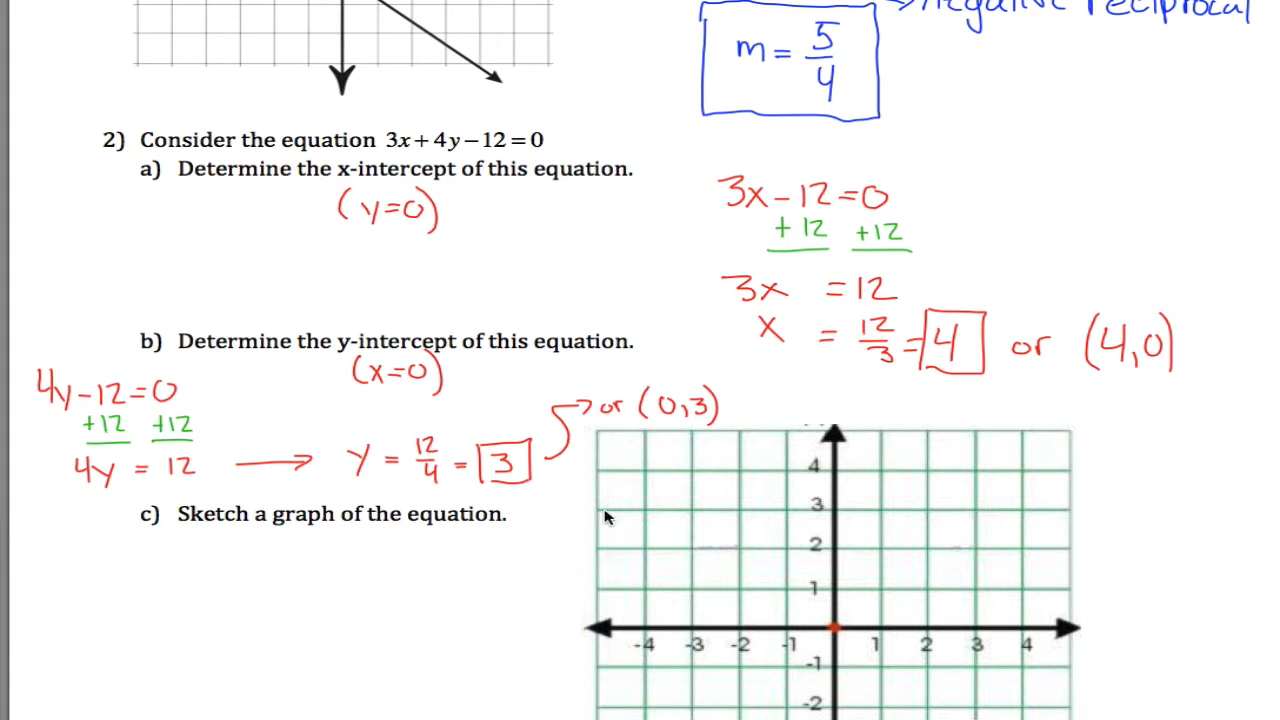 →negative reciprocal
m = 5/4
2) Consider the equation 3x + 4y − 12 = 0
a) Determine the x-intercept of this equation.
(y=0)
3x − 12 = 0
+ 12 +12
3x = 12
x = 12/3 = 4 or (4,0)
b) Determine the y-intercept of this equation.
(x=0)
4y − 12 = 0
+12 +12
4y = 12 → y = 12/4 = 3 → or (0,3)
c) Sketch a graph of the equation.
4
3
2
1
-4 -3 -2 -1 1 2 3 4
-1
-2